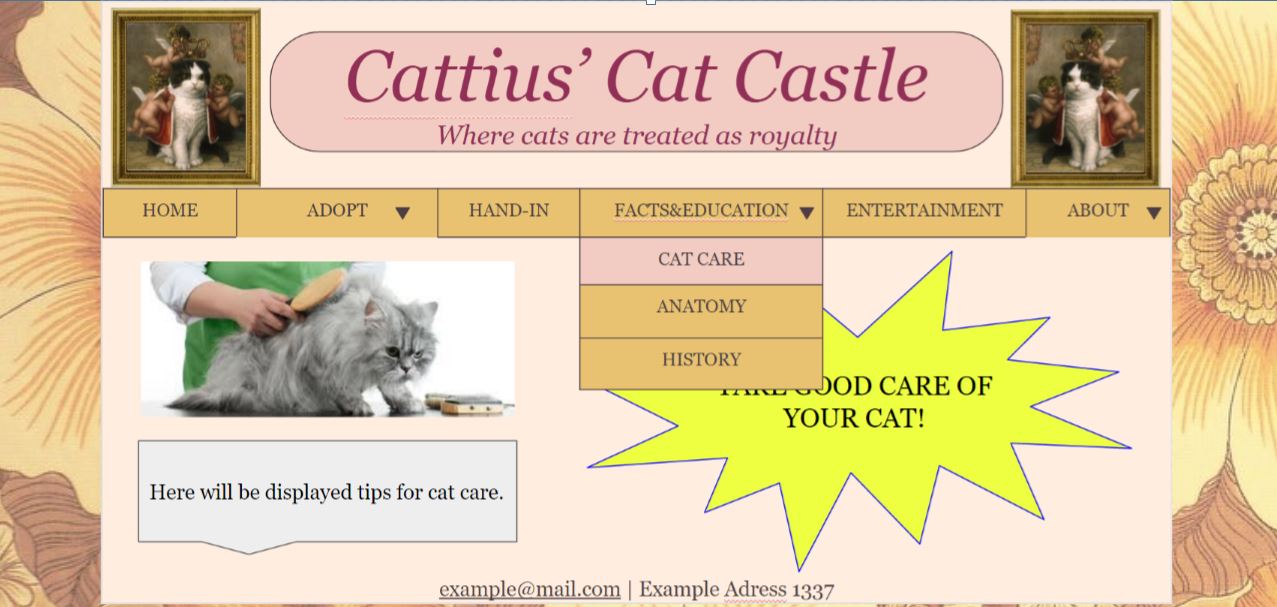 Cattius’ Cat Castle
Where cats are treated as royalty
HOME ADOPT HAND-IN FACTS&EDUCATION ENTERTAINMENT ABOUT
CAT CARE
ANATOMY
HISTORY
TAKE GOOD CARE OF
YOUR CAT!
Here will be displayed tips for cat care.
example@mail.com | Example Adress 1337